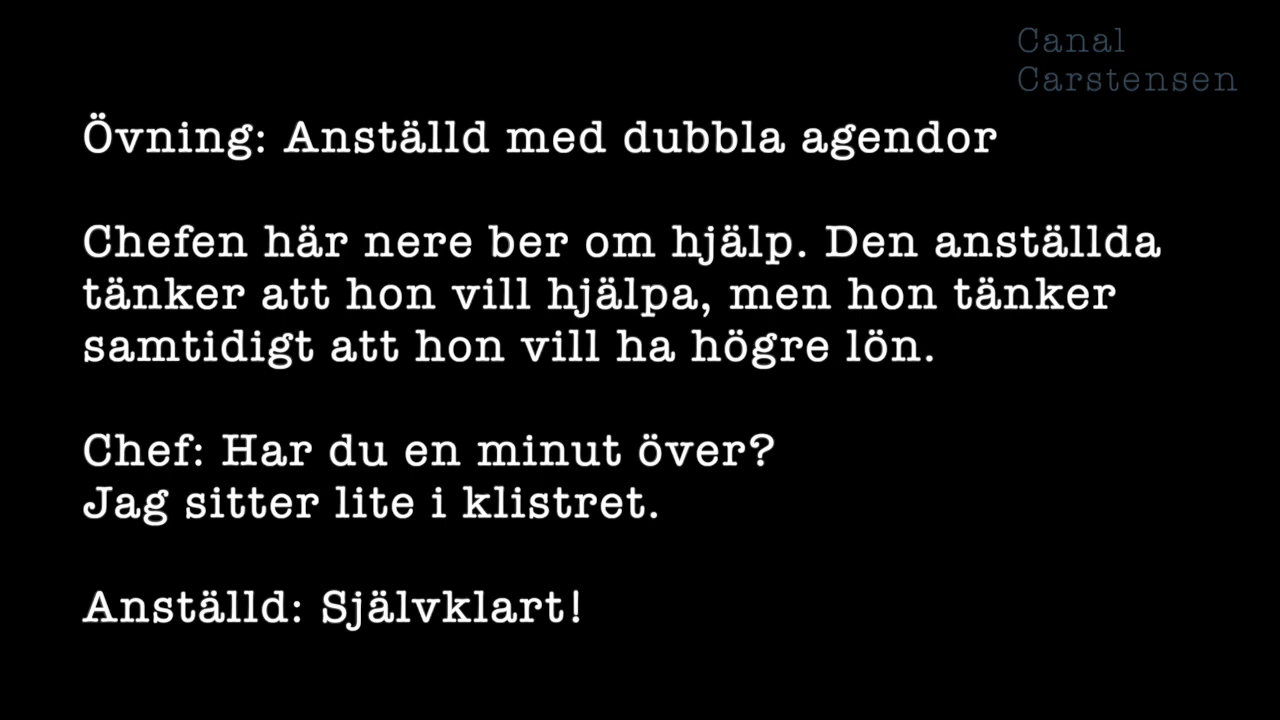 Canal
Carstensen
Övning: Anställd med dubbla agendor
Chefen här nere ber om hjälp. Den anställda
tänker att hon vill hjälpa, men hon tänker
samtidigt att hon vill ha högre lön.
Chef: Har du en minut över?
Jag sitter lite i klistret.
Anställd: Självklart!